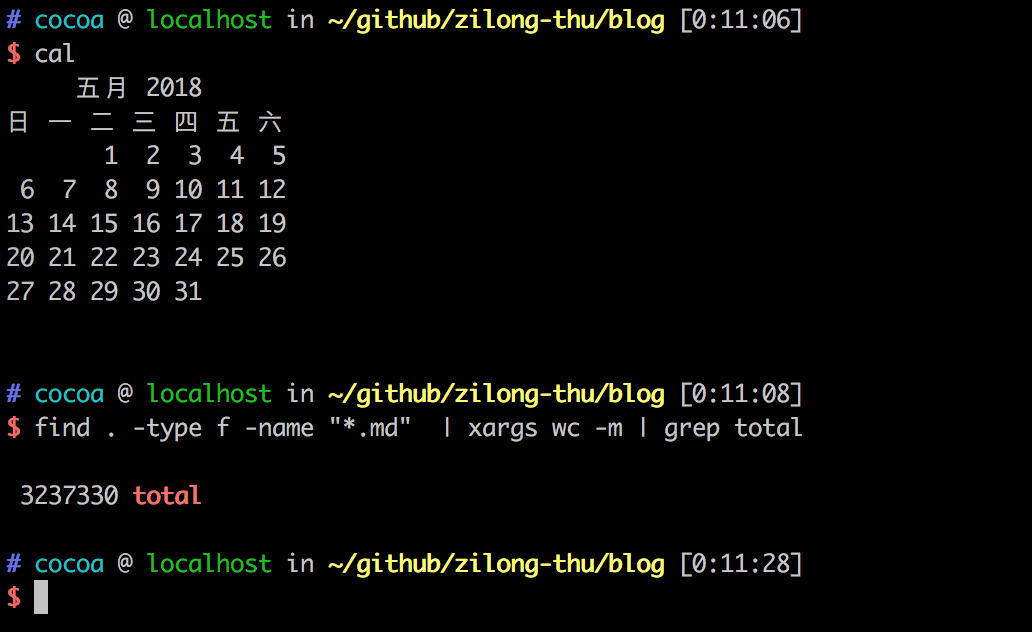 # cocoa @ localhost in ~/github/zilong-thu/blog [0:11:06]
$ cal
     五月 2018
日 一 二 三 四 五 六
       1  2  3  4  5
 6  7  8  9 10 11 12
13 14 15 16 17 18 19
20 21 22 23 24 25 26
27 28 29 30 31
# cocoa @ localhost in ~/github/zilong-thu/blog [0:11:08]
$ find . -type f -name "*.md"  | xargs wc -m | grep total
 3237330 total
# cocoa @ localhost in ~/github/zilong-thu/blog [0:11:28]
$